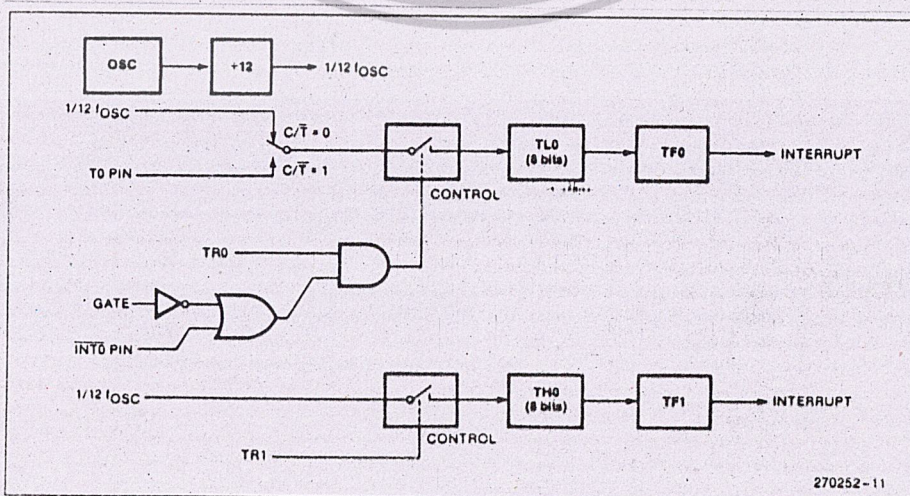 OSC
÷12
1/12 fOSC
1/12 fOSC
C/T̅ = 0
T0 PIN
C/T̅ = 1
CONTROL
TL0
(8 bits)
TF0
INTERRUPT
TR0
GATE
I̅N̅T̅0̅ PIN
1/12 fOSC
CONTROL
TR1
TH0
(8 bits)
TF1
INTERRUPT
270252-11